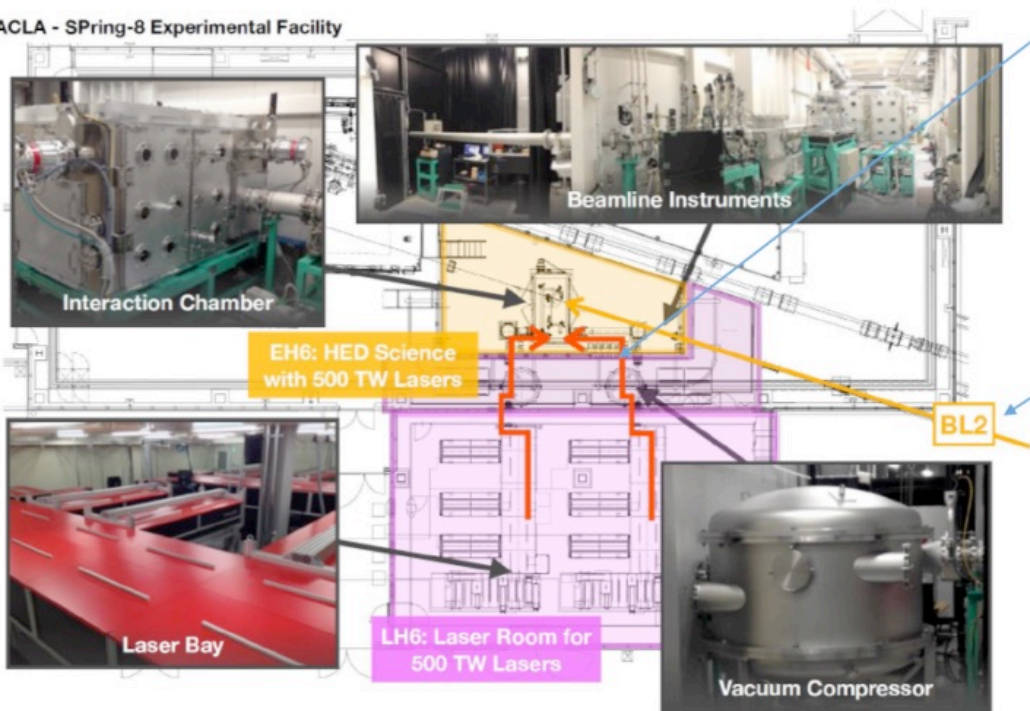 ACLA - SPring-8 Experimental Facility
Beamline Instruments
Interaction Chamber
EH6: HED Science
with 500 TW Lasers
BL2
Laser Bay
LH6: Laser Room for
500 TW Lasers
Vacuum Compressor
H
H